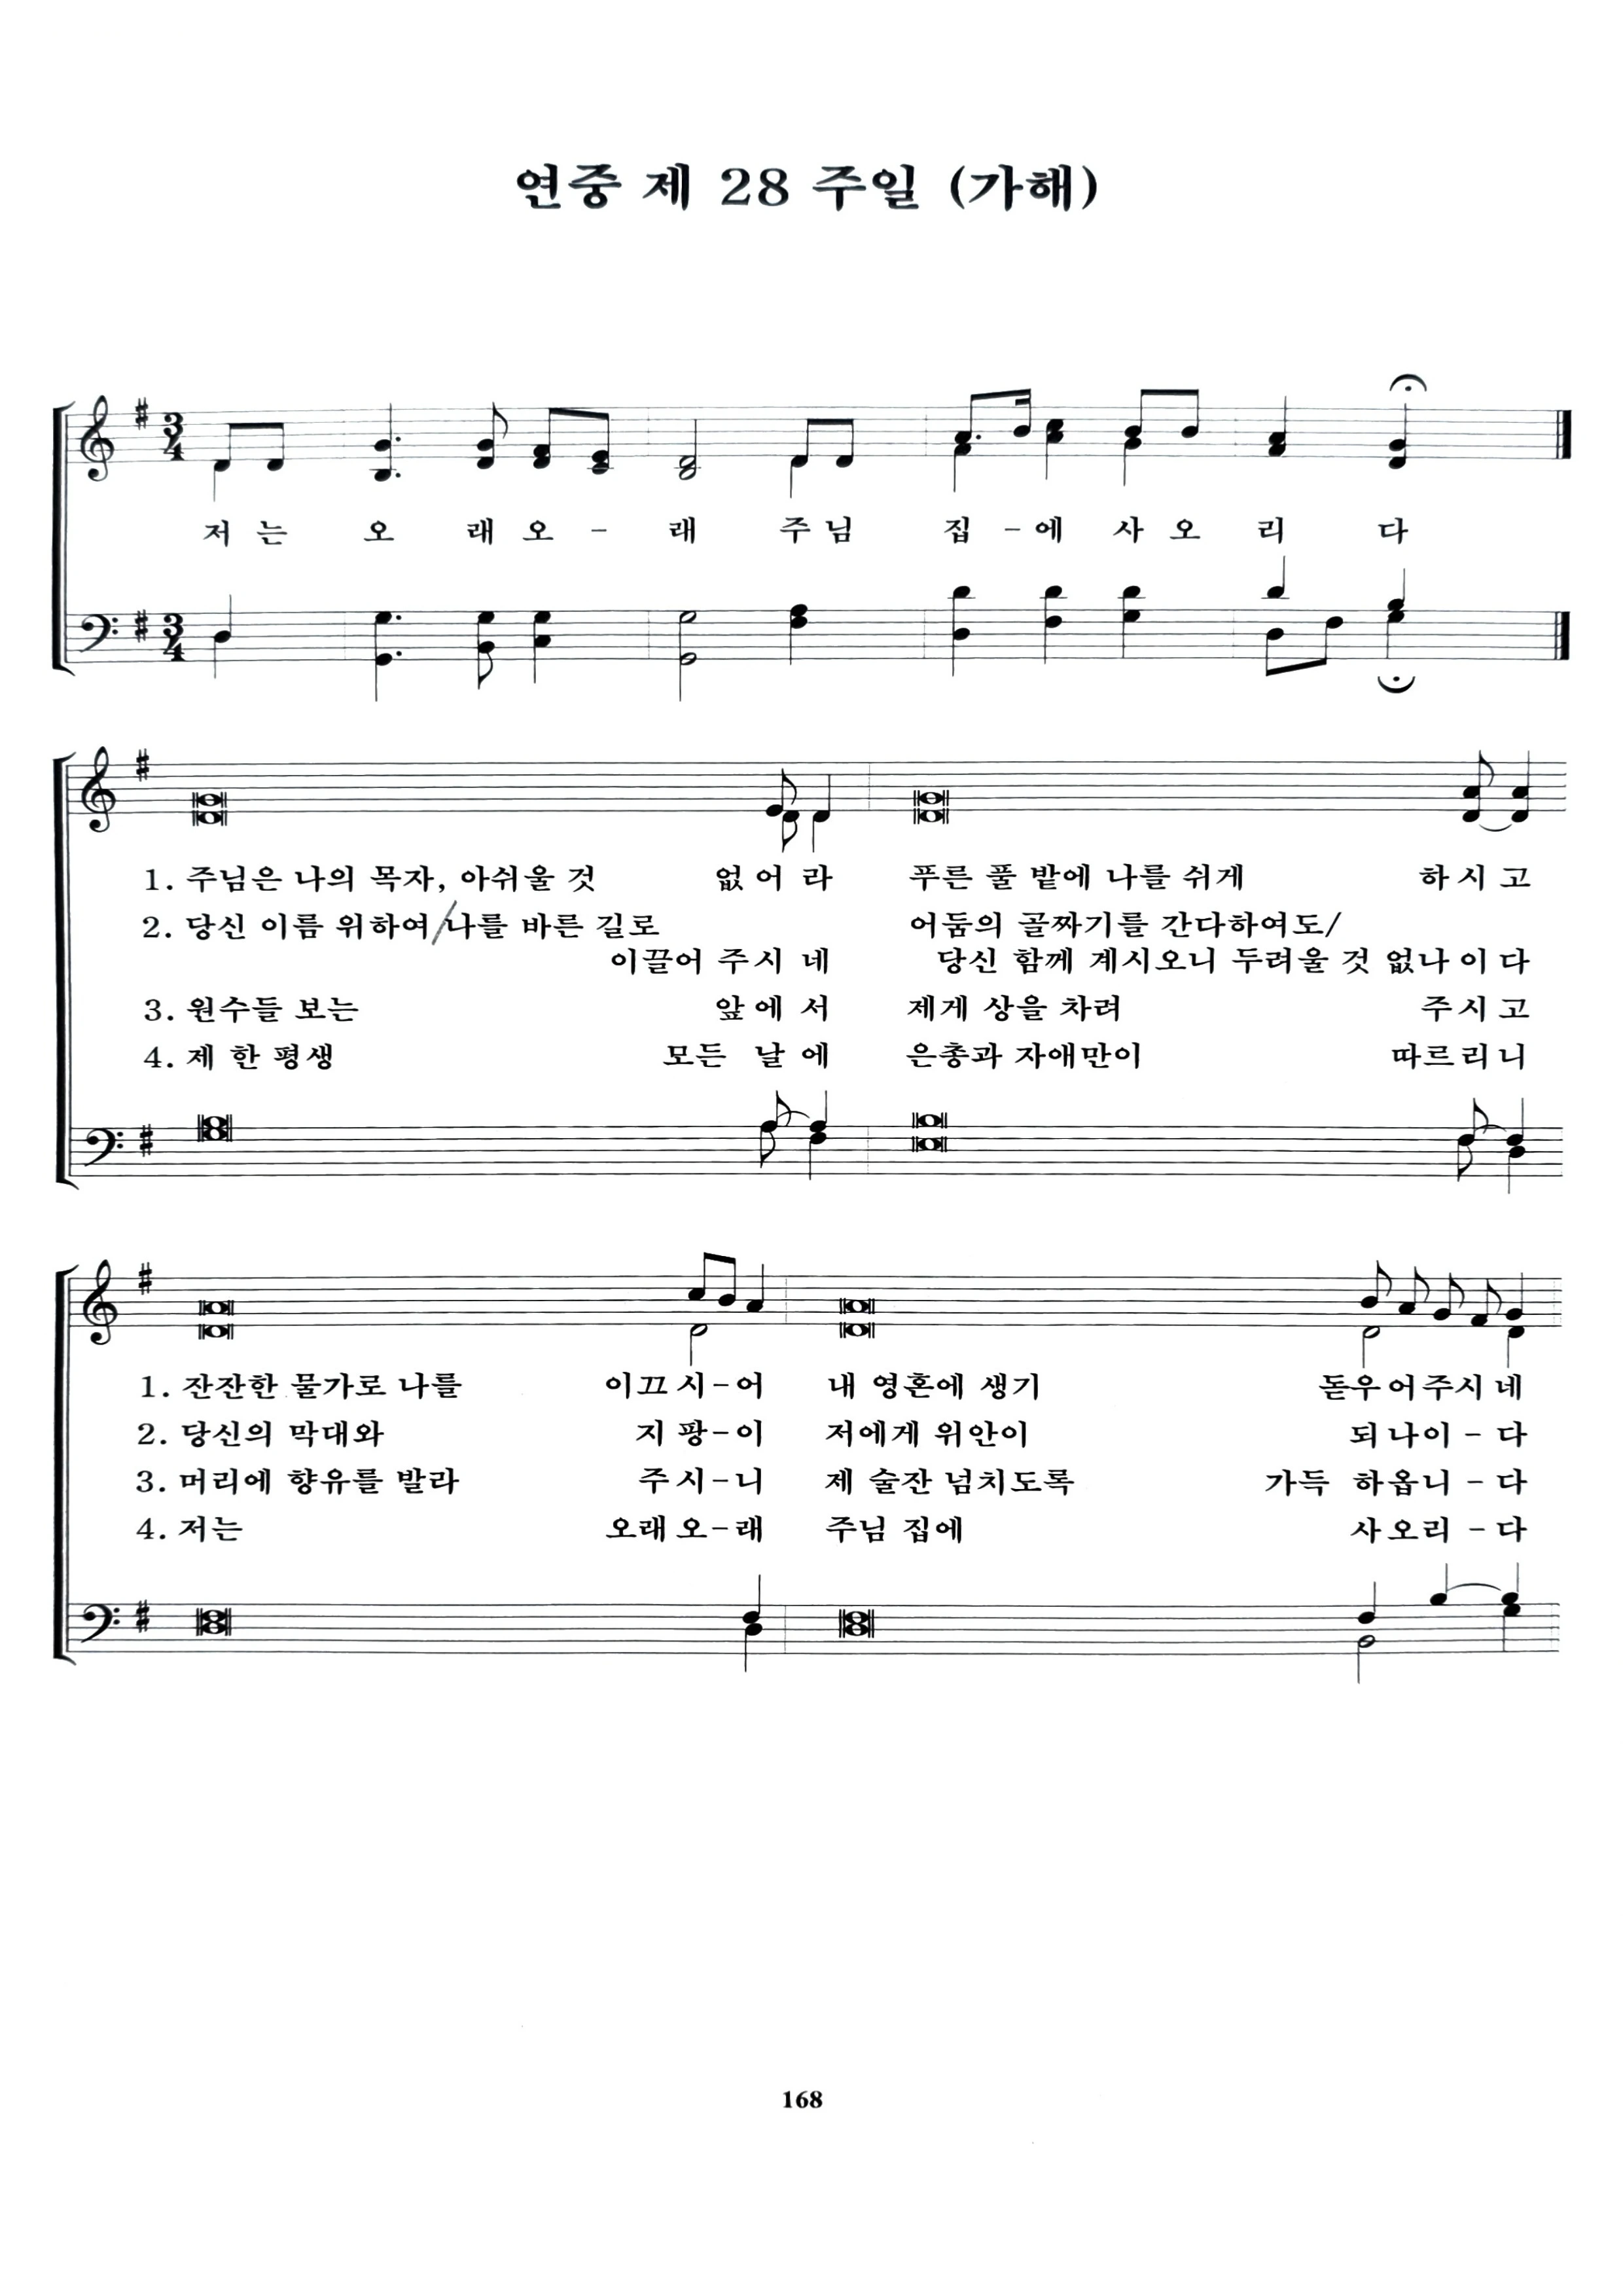 연중 제 28 주일 (가해)
저 는 오 래 오 - 래 주 님 집 - 에 사 오 리 다
1. 주님은 나의 목자, 아쉬울 것 없 어 라 푸른 풀 밭에 나를 쉬게 하 시 고
2. 당신 이름 위하여/나를 바른 길로 어둠의 골짜기를 간다하여도/
이끌어 주 시 네 당신 함께 계시오니 두려울 것 없나 이 다
3. 원수들 보는 앞 에 서 제게 상을 차려 주 시 고
4. 제 한 평생 모든 날 에 은총과 자애만이 따르리 니
1. 잔잔한 물가로 나를 이끄 시 - 어 내 영혼에 생기 돋우 어 주 시 네
2. 당신의 막대와 지 팡 - 이 저에게 위안이 되 나 이 - 다
3. 머리에 향유를 발라 주 시 - 니 제 술잔 넘치도록 가득 하 옵 니 - 다
4. 저는 오래 오 - 래 주님 집에 사 오 리 - 다
168